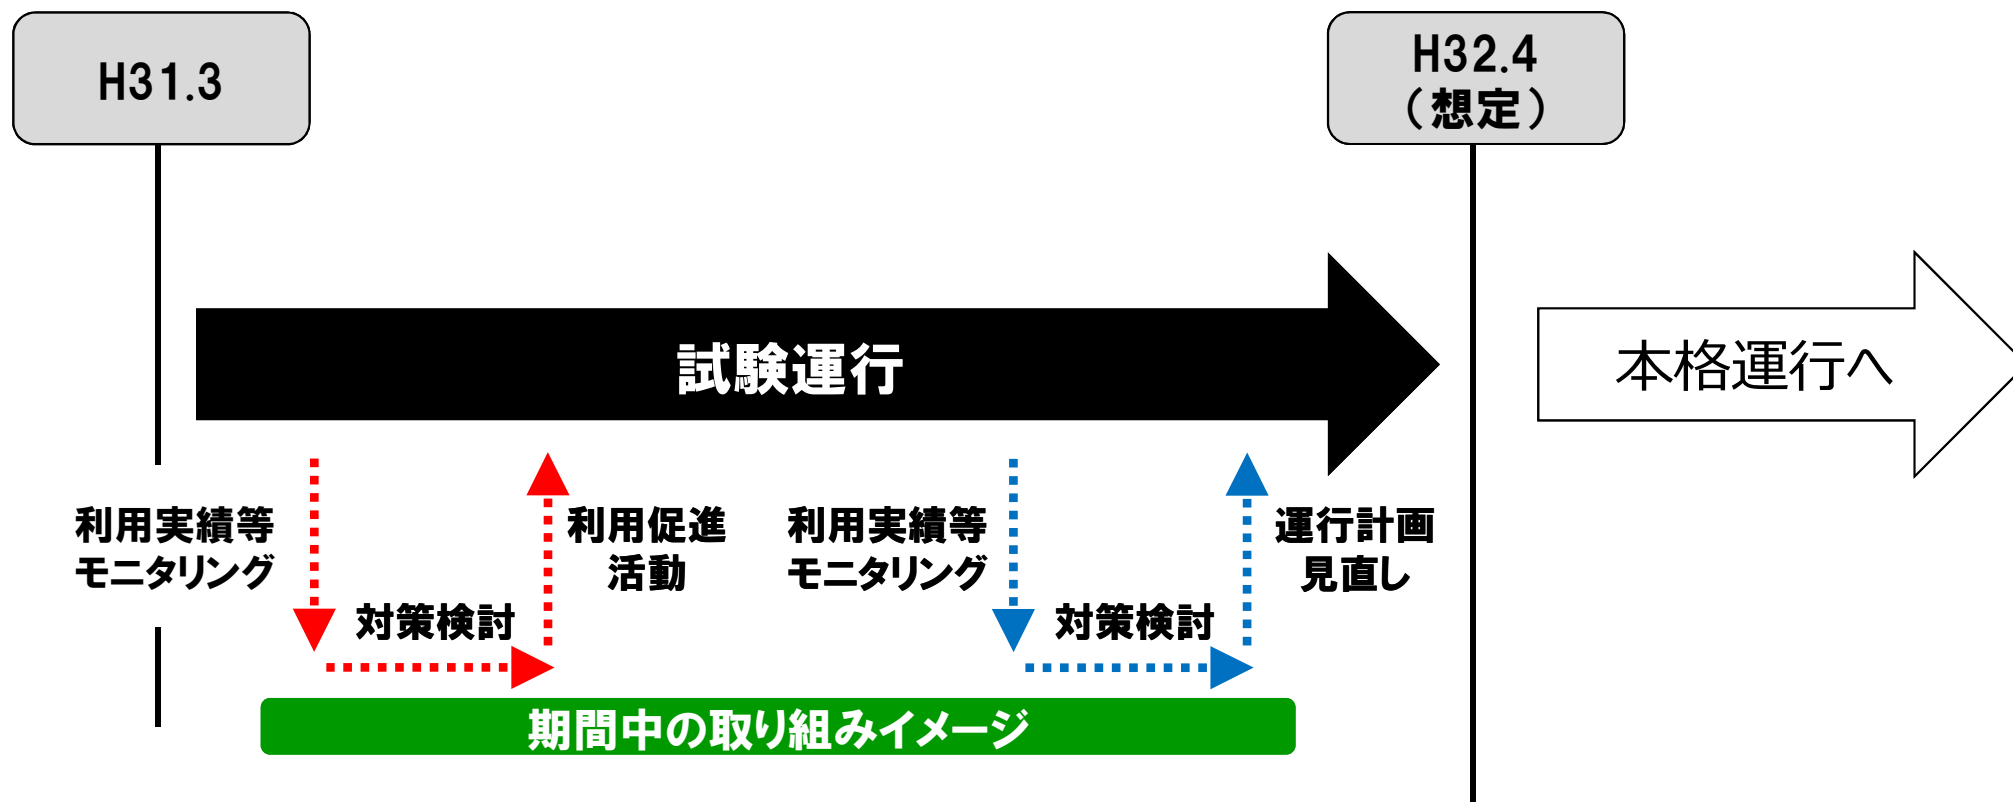 H31.3
H32.4
（想定）
試験運行
本格運行へ
利用実績等
モニタリング
対策検討
利用促進
活動
利用実績等
モニタリング
対策検討
運行計画
見直し
期間中の取り組みイメージ